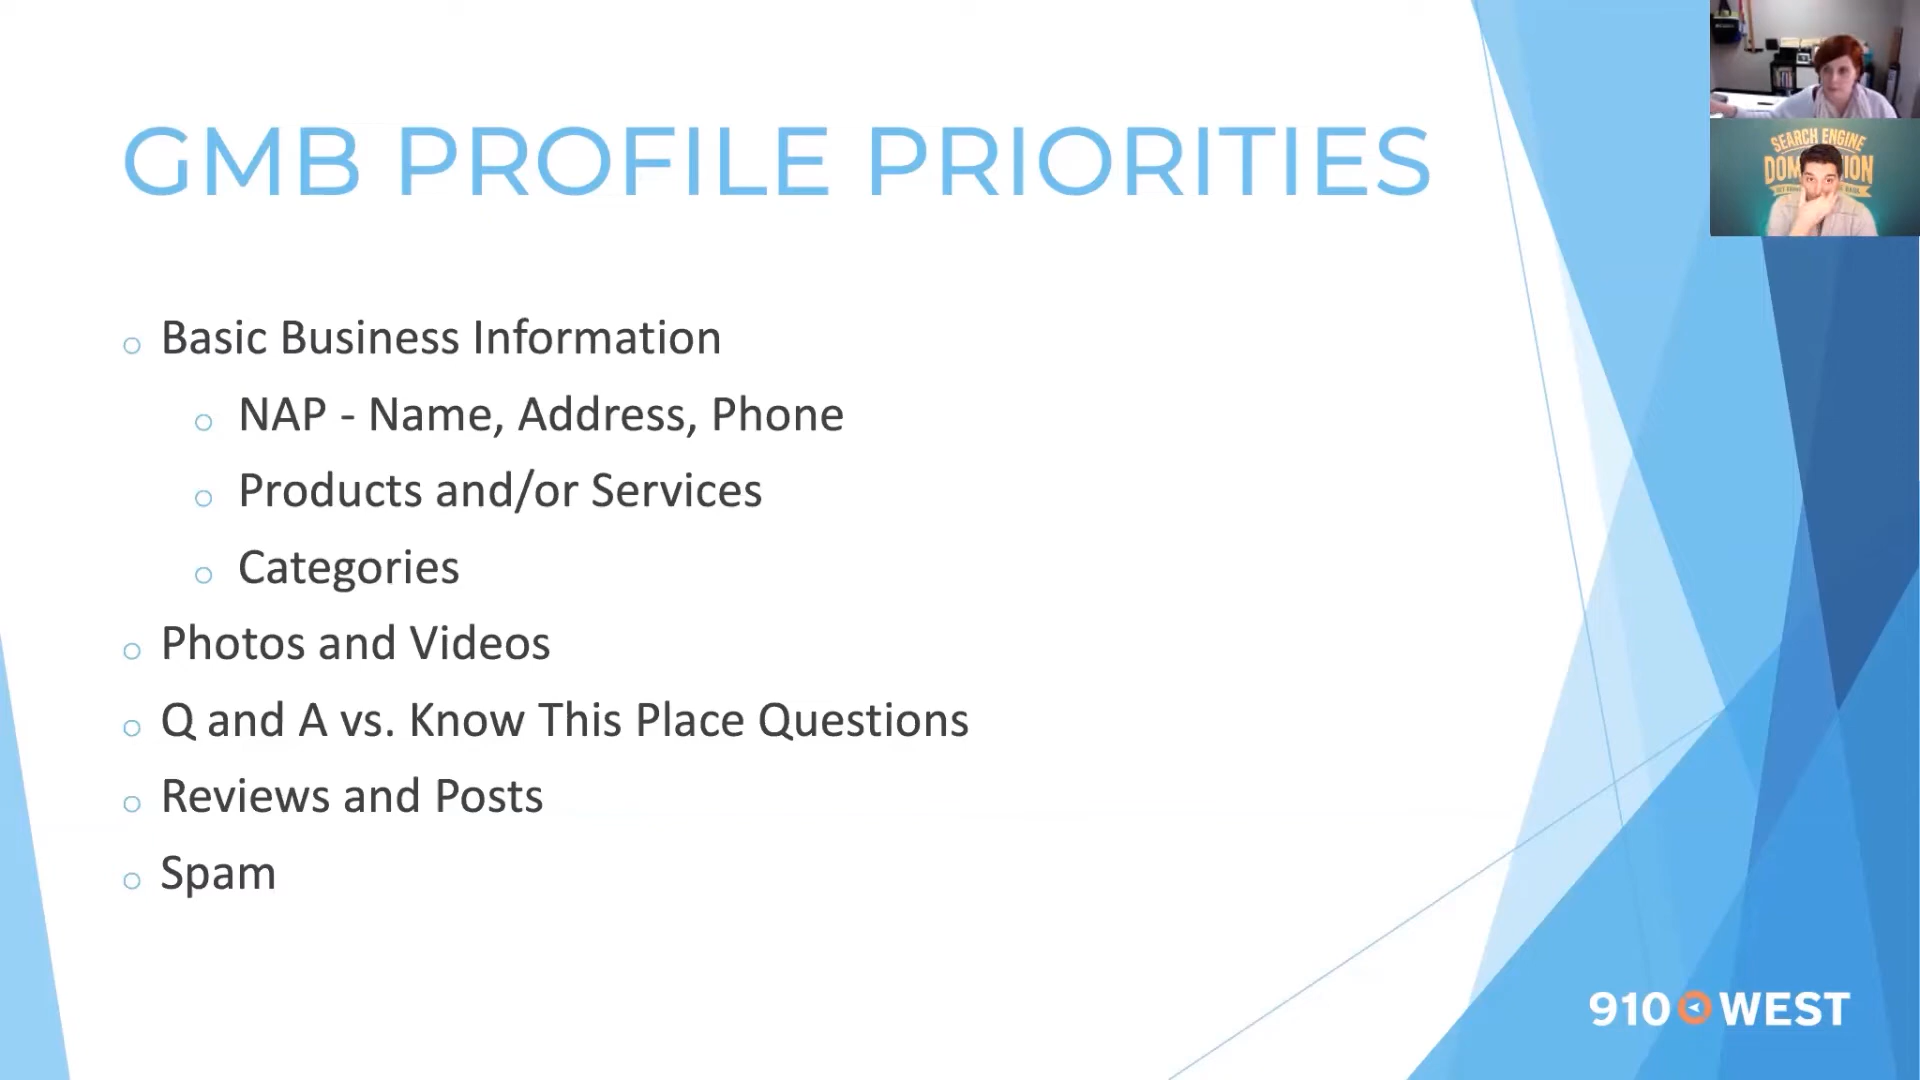 GMB PROFILE PRIORITIES
Basic Business Information
NAP - Name, Address, Phone
Products and/or Services
Categories
Photos and Videos
Q and A vs. Know This Place Questions
Reviews and Posts
Spam
SEARCH ENGINE
910 WEST